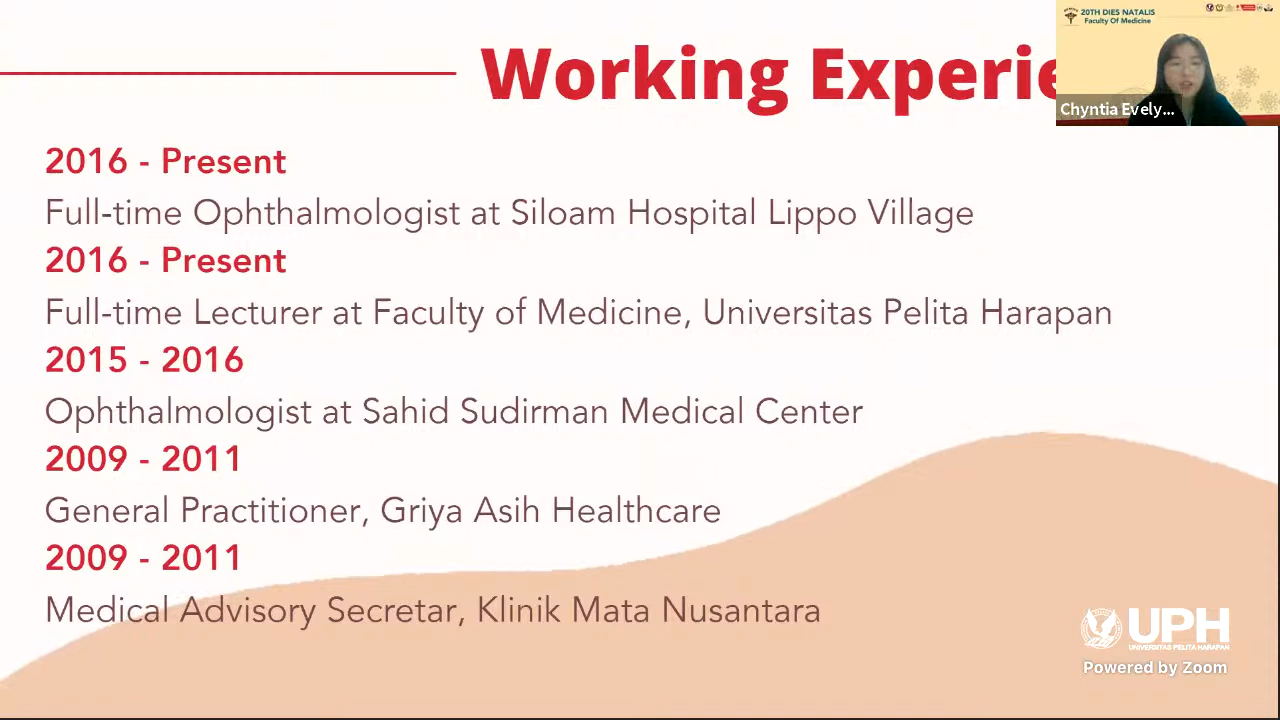 Working Experie
20TH DIES NATALIS
Faculty Of Medicine
Chyntia Evely...
2016 - Present
Full-time Ophthalmologist at Siloam Hospital Lippo Village
2016 - Present
Full-time Lecturer at Faculty of Medicine, Universitas Pelita Harapan
2015 - 2016
Ophthalmologist at Sahid Sudirman Medical Center
2009 - 2011
General Practitioner, Griya Asih Healthcare
2009 - 2011
Medical Advisory Secretar, Klinik Mata Nusantara
UPH
UNIVERSITAS PELITA HARAPAN
Powered by Zoom